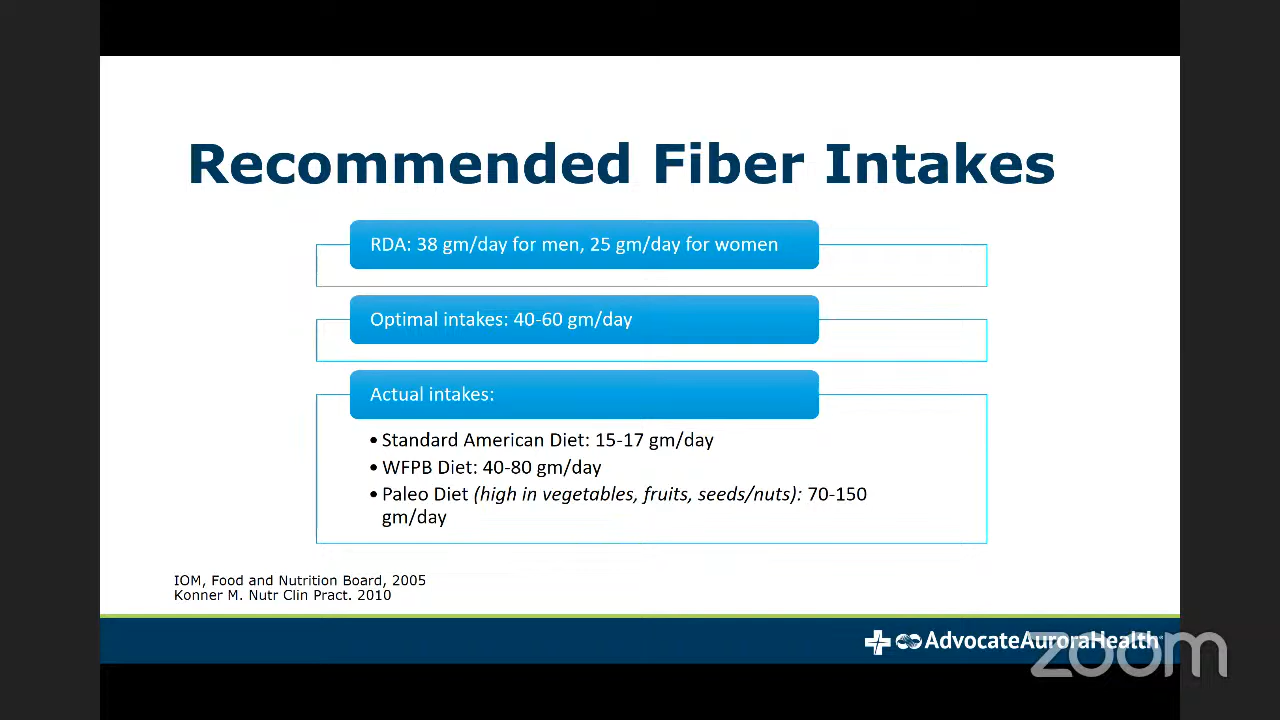 Recommended Fiber Intakes
RDA: 38 gm/day for men, 25 gm/day for women
Optimal intakes: 40-60 gm/day
Actual intakes:
• Standard American Diet: 15-17 gm/day
• WFPB Diet: 40-80 gm/day
• Paleo Diet (high in vegetables, fruits, seeds/nuts): 70-150
gm/day
IOM, Food and Nutrition Board, 2005
Konner M. Nutr Clin Pract. 2010
AdvocateAuroraHealth®
zoom